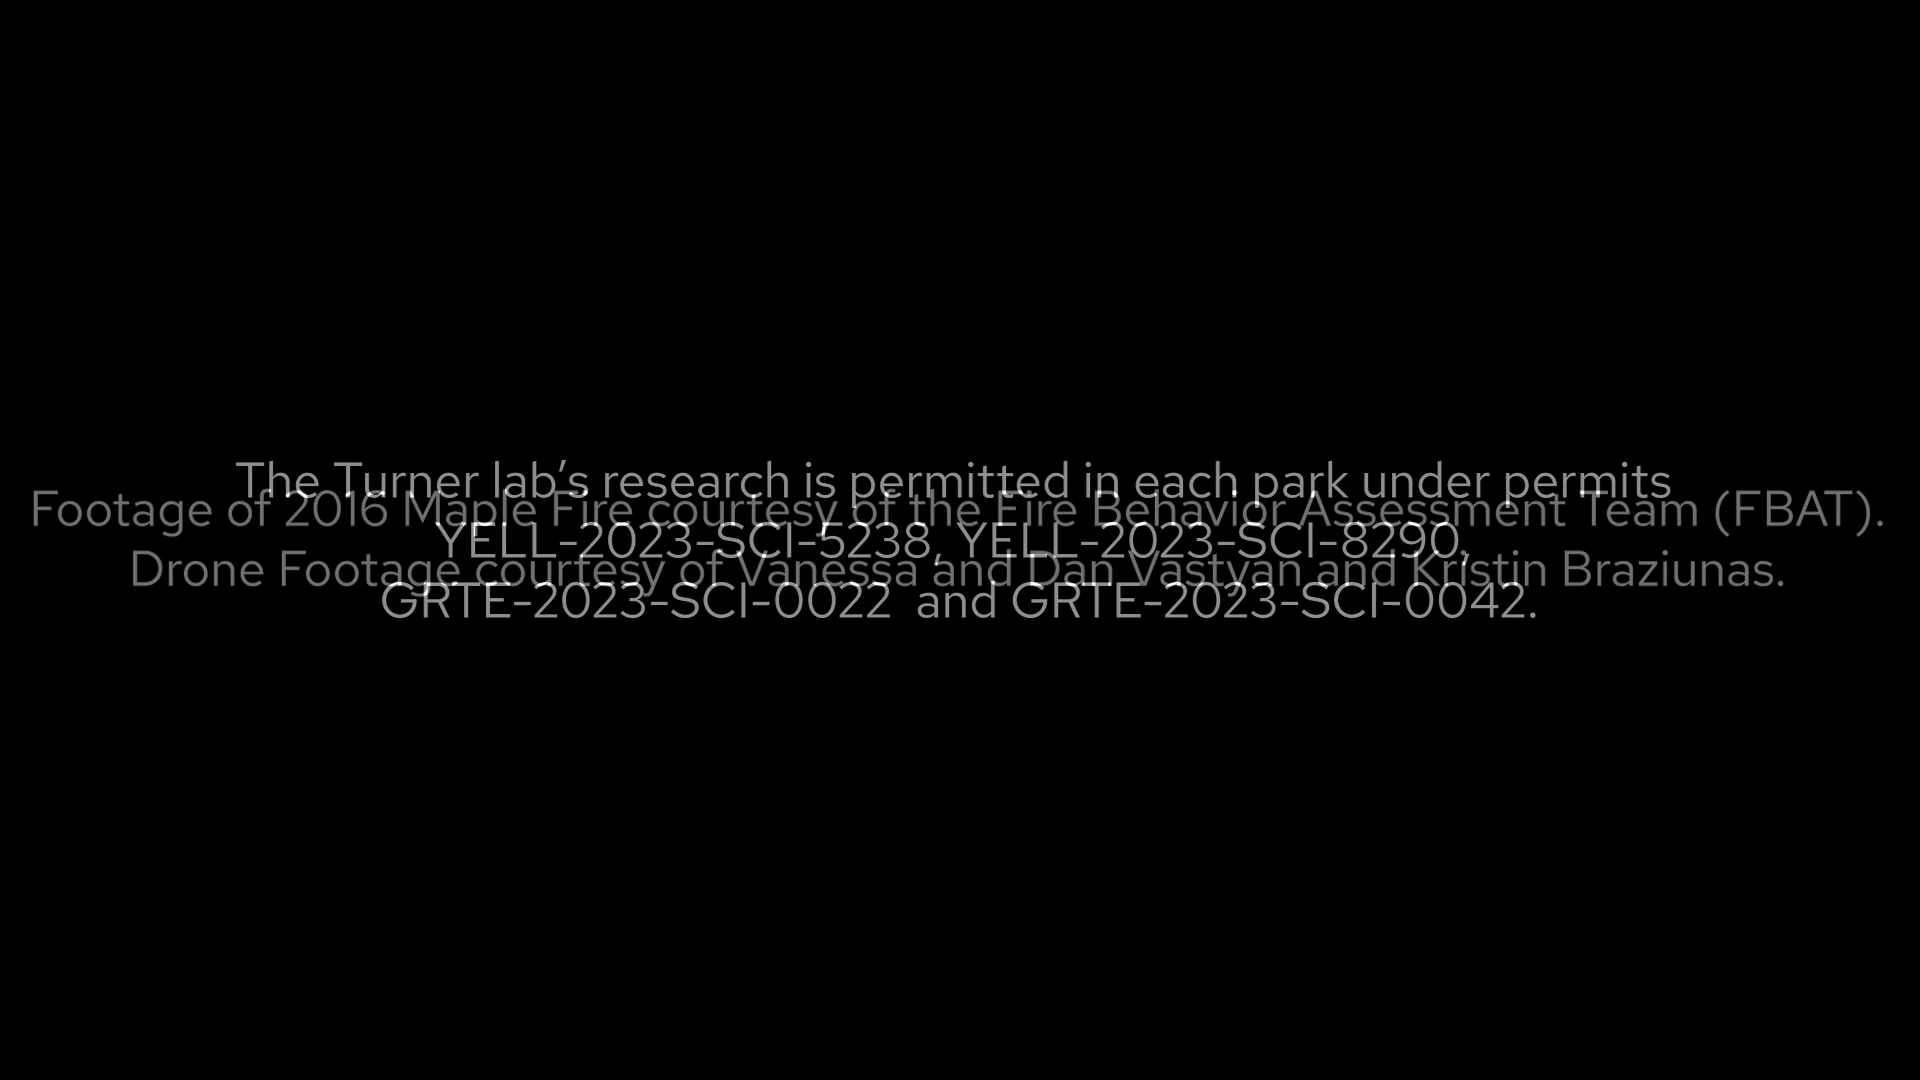 The Turner lab’s research is permitted in each park under permits
YELL-2023-SCI-5238, YELL-2023-SCI-8290,
GRTE-2023-SCI-0022  and GRTE-2023-SCI-0042.
Footage of 2016 Maple Fire courtesy of the Fire Behavior Assessment Team (FBAT).
Drone Footage courtesy of Vanessa and Dan Vastyan and Kristin Braziunas.